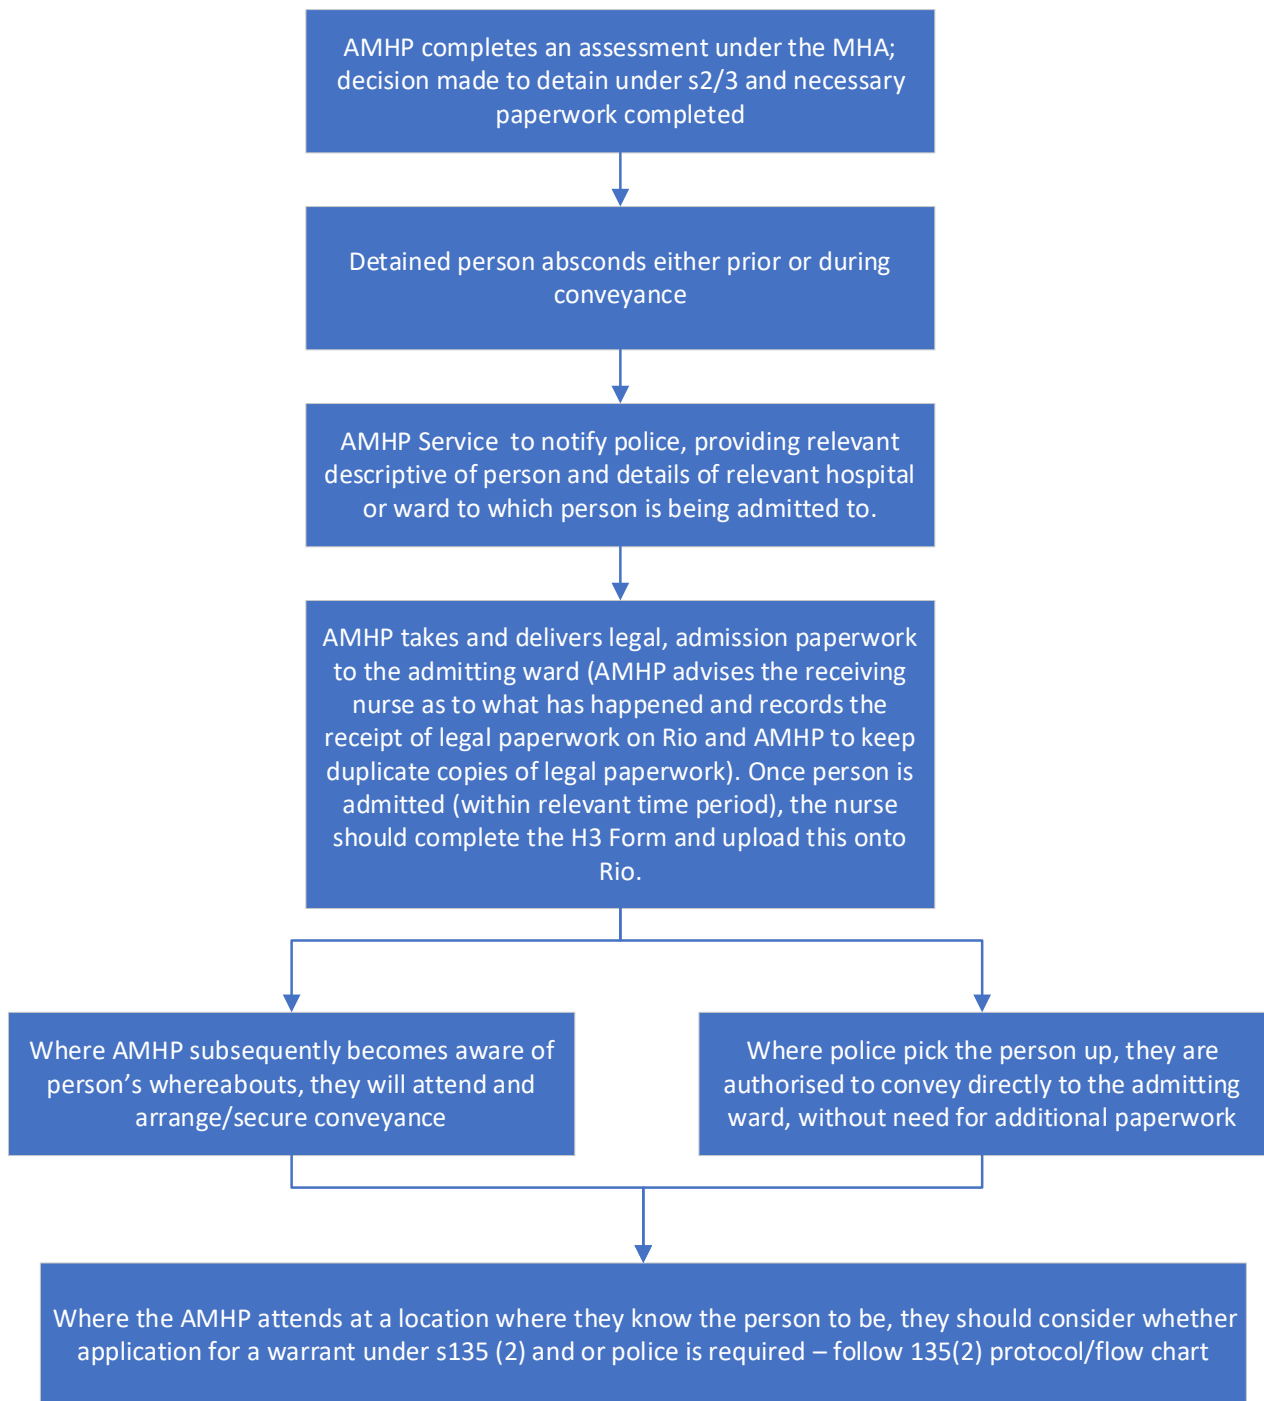 AMHP completes an assessment under the MHA;
decision made to detain under s2/3 and necessary
paperwork completed
Detained person absconds either prior or during
conveyance
AMHP Service  to notify police, providing relevant
descriptive of person and details of relevant hospital
or ward to which person is being admitted to.
AMHP takes and delivers legal, admission paperwork
to the admitting ward (AMHP advises the receiving
nurse as to what has happened and records the
receipt of legal paperwork on Rio and AMHP to keep
duplicate copies of legal paperwork). Once person is
admitted (within relevant time period), the nurse
should complete the H3 Form and upload this onto
Rio.
Where AMHP subsequently becomes aware of
person’s whereabouts, they will attend and
arrange/secure conveyance
Where police pick the person up, they are
authorised to convey directly to the admitting
ward, without need for additional paperwork
Where the AMHP attends at a location where they know the person to be, they should consider whether
application for a warrant under s135 (2) and or police is required – follow 135(2) protocol/flow chart